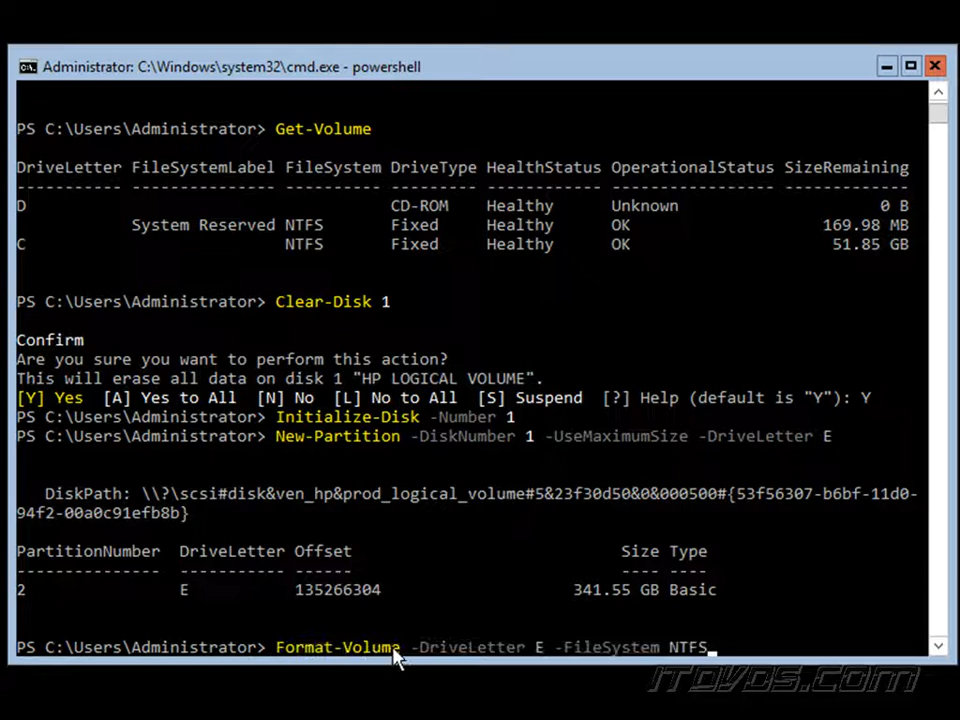 Administrator: C:\Windows\system32\cmd.exe - powershell
PS C:\Users\Administrator> Get-Volume
DriveLetter FileSystemLabel FileSystem DriveType HealthStatus OperationalStatus SizeRemaining
----------- --------------- ---------- --------- ------------ ----------------- -------------
D CD-ROM Healthy Unknown 0 B
System Reserved NTFS Fixed Healthy OK 169.98 MB
C NTFS Fixed Healthy OK 51.85 GB
PS C:\Users\Administrator> Clear-Disk 1
Confirm
Are you sure you want to perform this action?
This will erase all data on disk 1 "HP LOGICAL VOLUME".
[Y] Yes  [A] Yes to All  [N] No  [L] No to All  [S] Suspend  [?] Help (default is "Y"): Y
PS C:\Users\Administrator> Initialize-Disk -Number 1
PS C:\Users\Administrator> New-Partition -DiskNumber 1 -UseMaximumSize -DriveLetter E
DiskPath: \\?\scsi#disk&ven_hp&prod_logical_volume#5&23f30d50&0&000500#{53f56307-b6bf-11d0-
94f2-00a0c91efb8b}
PartitionNumber DriveLetter Offset Size Type
--------------- ----------- ------ ---- ----
2 E 135266304 341.55 GB Basic
PS C:\Users\Administrator> Format-Volume -DriveLetter E -FileSystem NTFS_
ITDVDS.COM